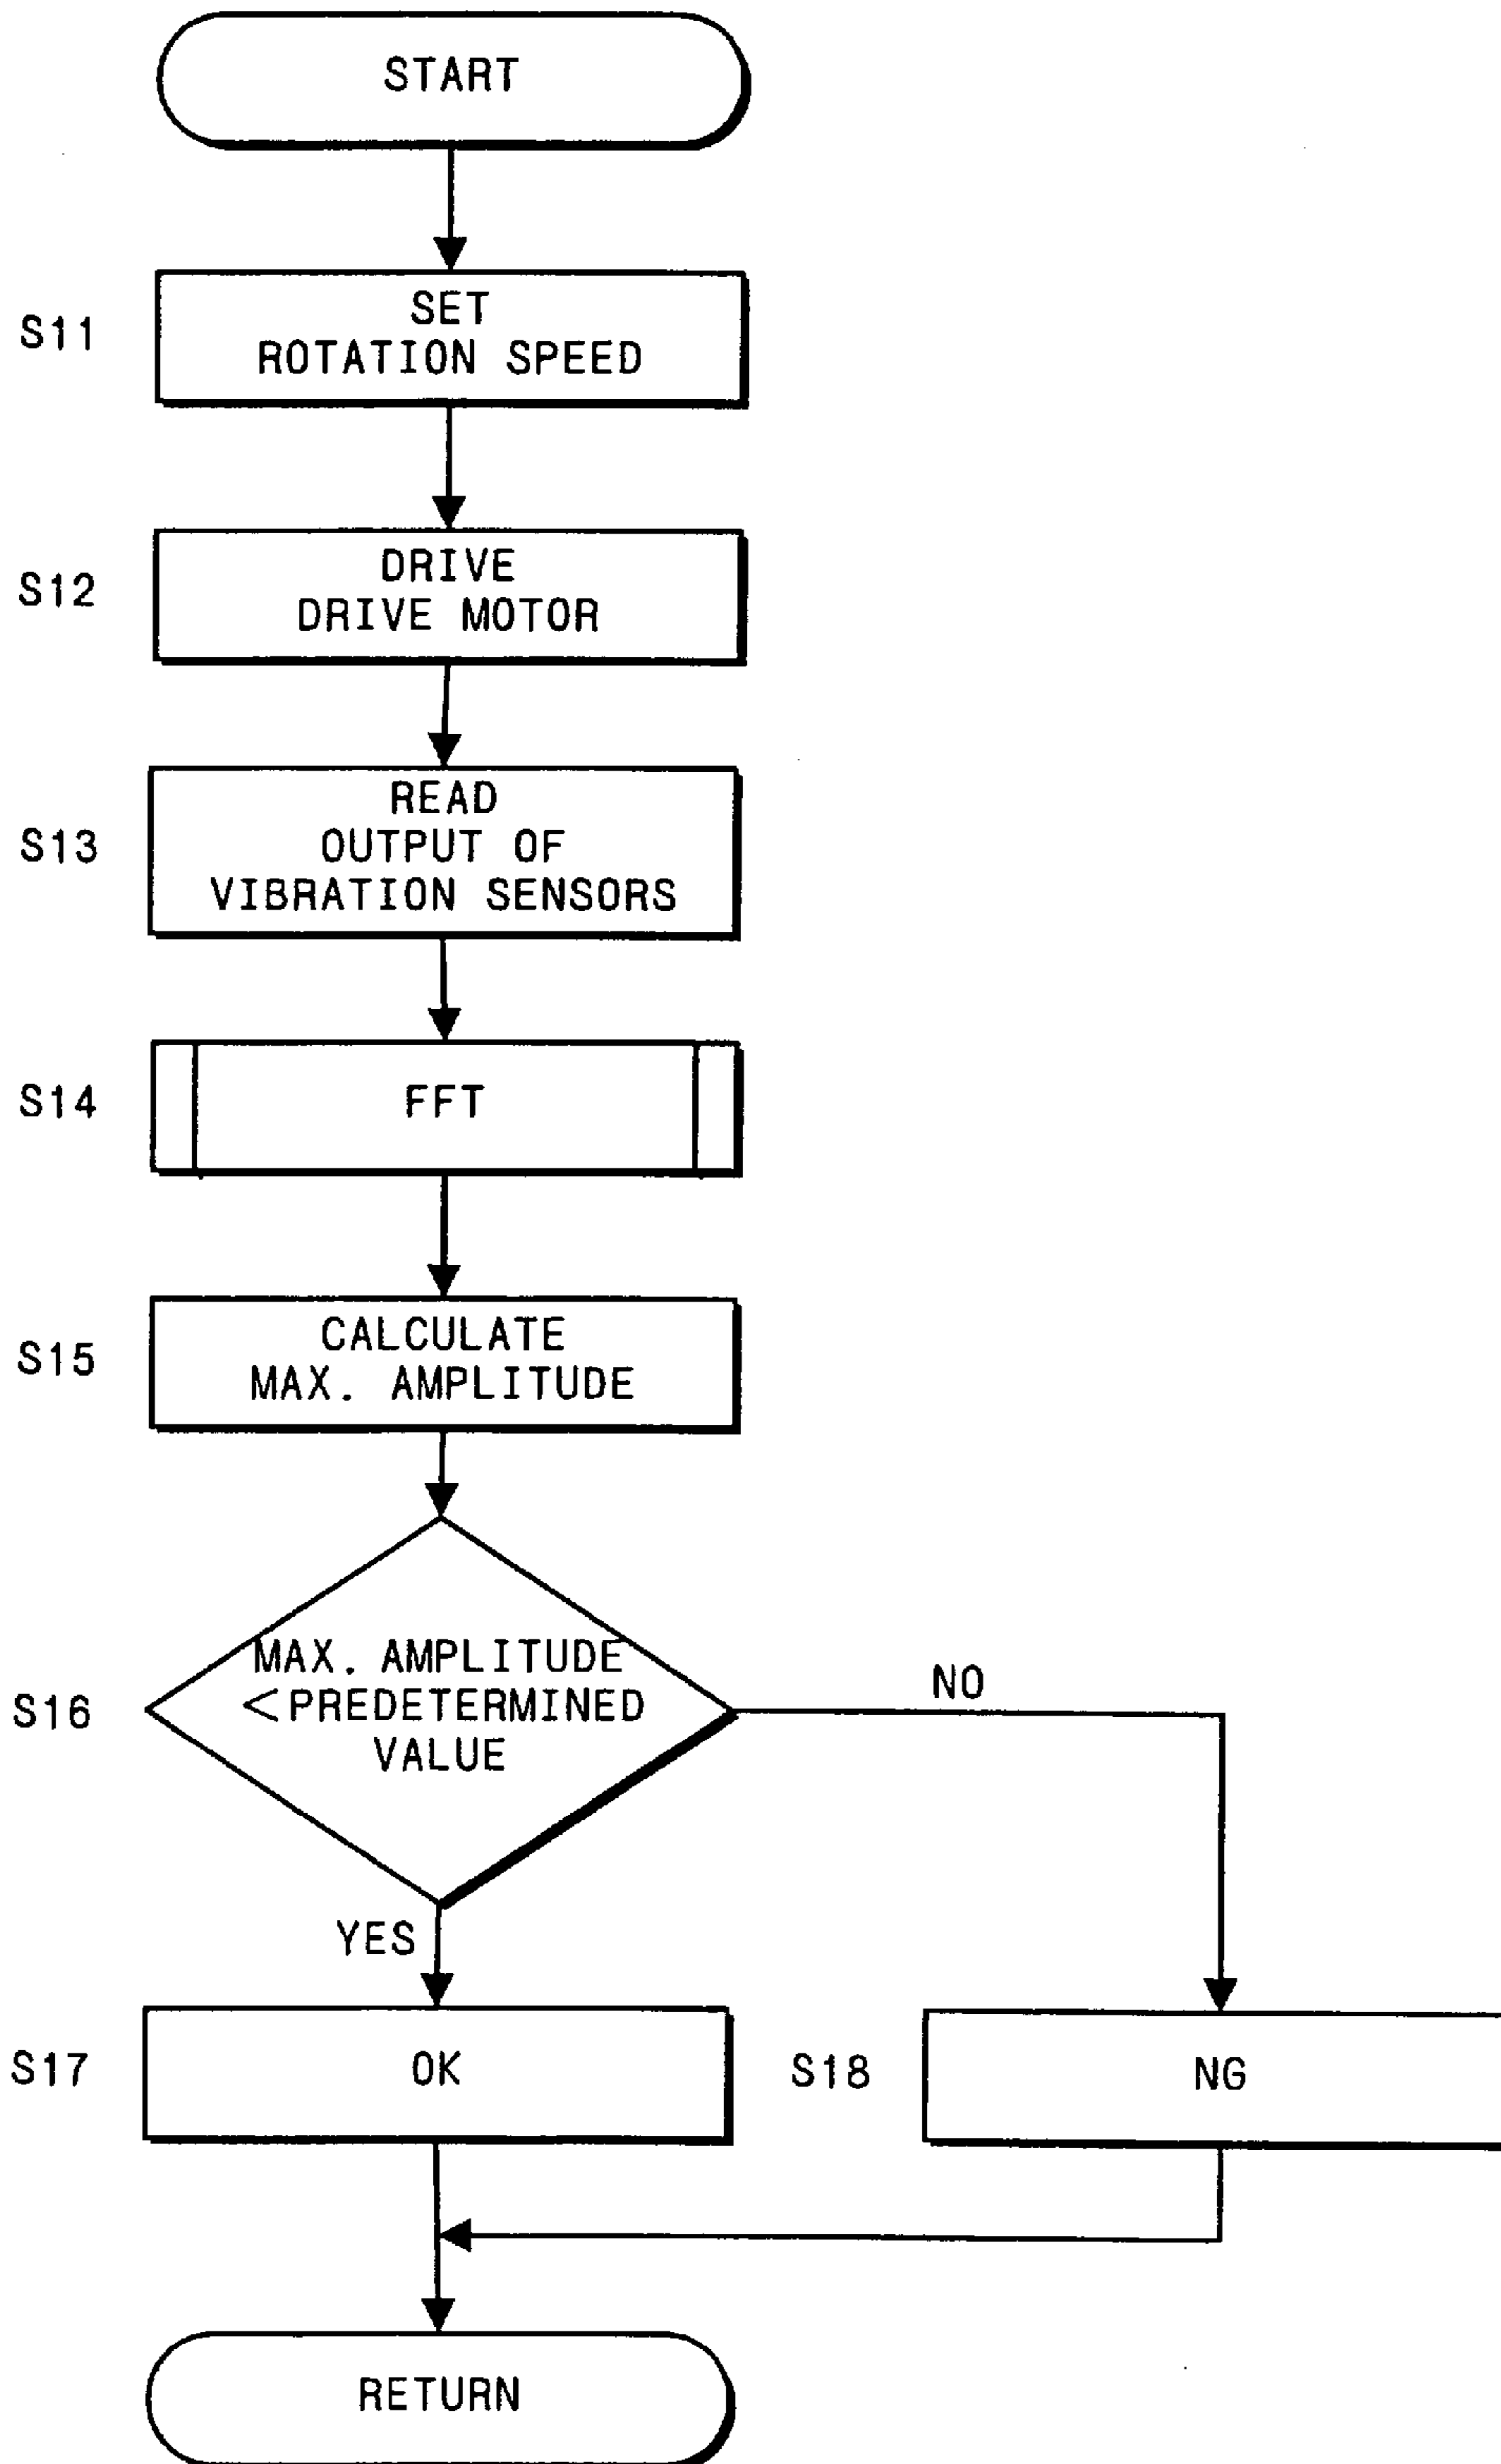 START
S11
SET
ROTATION SPEED
S12
DRIVE
DRIVE MOTOR
S13
READ
OUTPUT OF
VIBRATION SENSORS
S14
FFT
S15
CALCULATE
MAX. AMPLITUDE
S16
MAX. AMPLITUDE
<PREDETERMINED
VALUE
NO
YES
S17
OK
S18
NG
RETURN